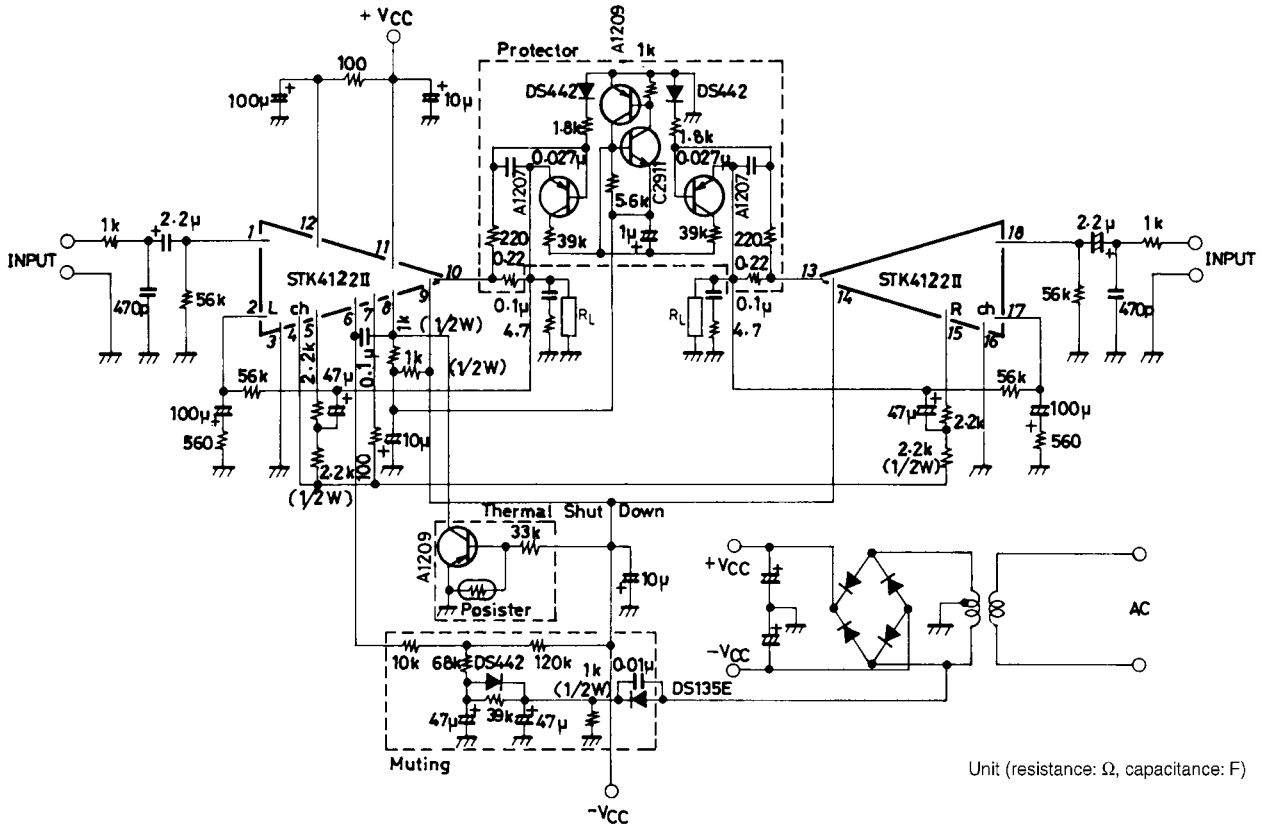 + VCC
100
100μ
10μ
Protector
A1209
1k
DS442
DS442
1.8k
1.8k
0.027μ
0.027μ
A1207
C2911
A1207
5.6k
39k
1μ
39k
220
220
0.22
0.22
INPUT
1k
2.2μ
1
12
11
10
STK4122II
470p
56k
2
L
ch
3
4
5
6
7
8
9
0.1μ
4.7
RL
RL
0.1μ
4.7
13
14
STK4122II
R
ch
15
16
17
18
2.2μ
1k
INPUT
56k
470p
2.2k
47μ
0.1μ
1k
(1/2W)
1k
(1/2W)
56k
100μ
560
2.2k
(1/2W)
100
10μ
56k
47μ
2.2k
2.2k
(1/2W)
100μ
560
Thermal Shut Down
A1209
33k
Posister
10μ
+VCC
-VCC
AC
10k
68k
DS442
120k
39k
47μ
47μ
1k
(1/2W)
0.01μ
DS135E
Muting
-VCC
Unit (resistance: Ω, capacitance: F)